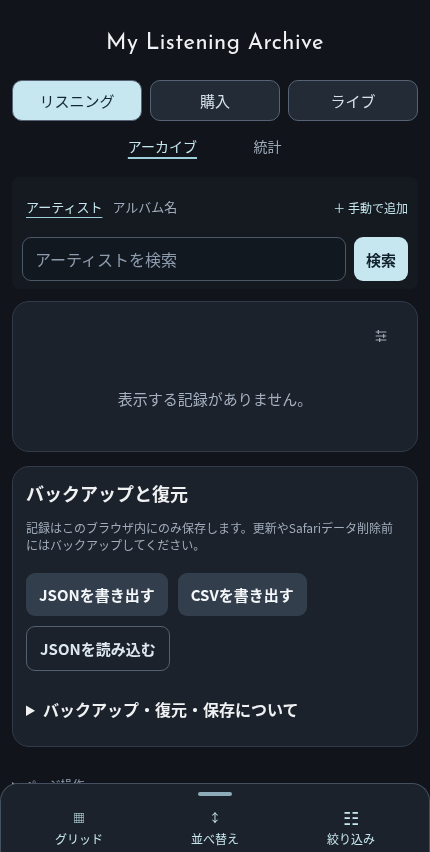 My Listening Archive
リスニング
購入
ライブ
アーカイブ
統計
アーティスト
アルバム名
＋ 手動で追加
アーティストを検索
検索
表示する記録がありません。
バックアップと復元
記録はこのブラウザ内にのみ保存します。更新やSafariデータ削除前
にはバックアップしてください。
JSONを書き出す
CSVを書き出す
JSONを読み込む
▶ バックアップ・復元・保存について
グリッド
並べ替え
絞り込み